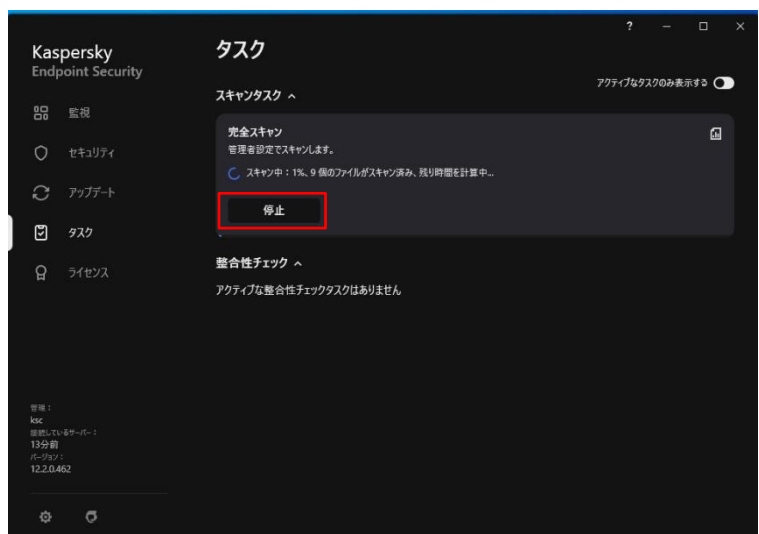 Kaspersky
Endpoint Security
監視
セキュリティ
アップデート
タスク
ライセンス
管理：
ksc
接続しているサーバー：
13分前
バージョン：
12.2.0.462
?
タスク
アクティブなタスクのみ表示する
スキャンタスク
完全スキャン
管理者設定でスキャンします。
スキャン中：1%、9 個のファイルがスキャン済み、残り時間を計算中...
停止
整合性チェック
アクティブな整合性チェックタスクはありません